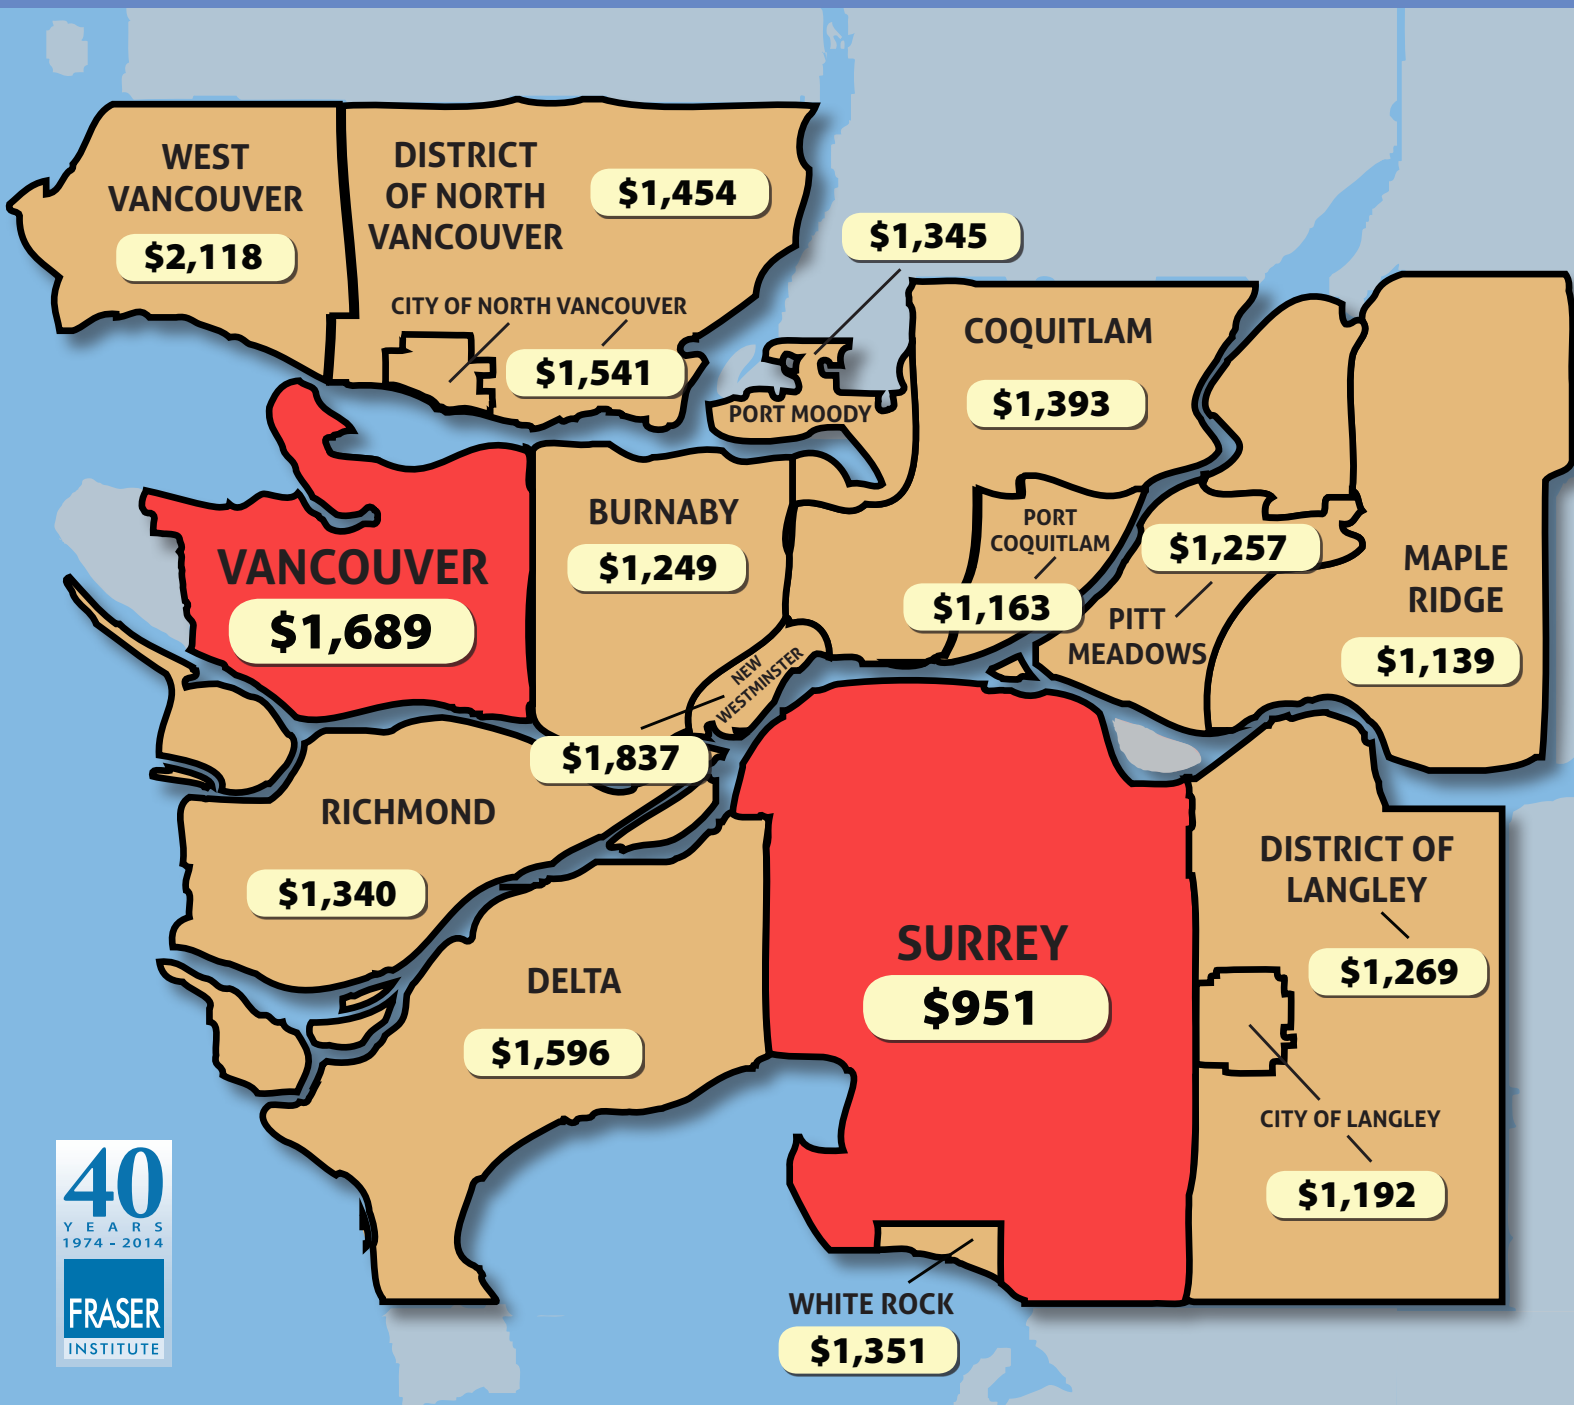 WEST
VANCOUVER
$2,118
DISTRICT
OF NORTH
VANCOUVER
$1,454
CITY OF NORTH VANCOUVER
$1,541
$1,345
PORT MOODY
COQUITLAM
$1,393
VANCOUVER
$1,689
BURNABY
$1,249
PORT
COQUITLAM
$1,163
$1,257
PITT
MEADOWS
MAPLE
RIDGE
$1,139
NEW
WESTMINSTER
$1,837
RICHMOND
$1,340
DELTA
$1,596
SURREY
$951
DISTRICT OF
LANGLEY
$1,269
CITY OF LANGLEY
$1,192
WHITE ROCK
$1,351
40
YEARS
1974 - 2014
FRASER
INSTITUTE